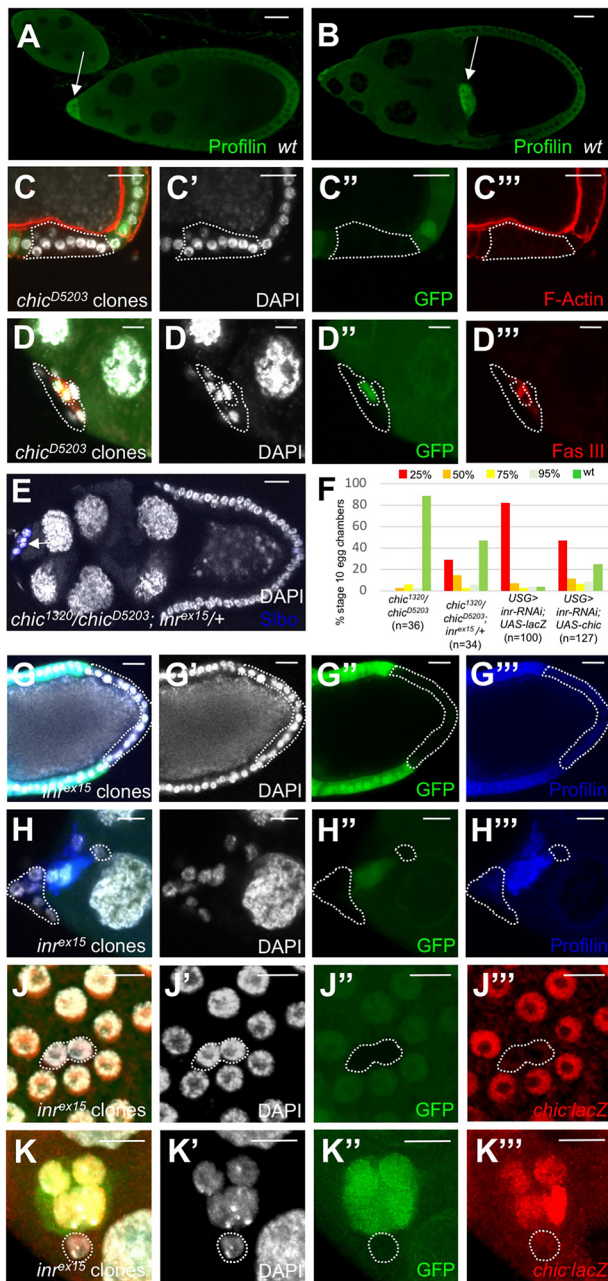 A
Profilin wt
B
Profilin wt
C
chic^D5203 clones
C'
DAPI
C''
GFP
C'''
F-Actin
D
chic^D5203 clones
D'
DAPI
D''
GFP
D'''
Fas III
E
DAPI
chic^1320/chic^D5203; inr^ex15/+ Slbo
F
25% 50% 75% 95% wt
% stage 10 egg chambers
100
80
60
40
20
0
chic^1320/
chic^D5203
(n=36)
chic^1320/
chic^D5203;
inr^ex15/+
(n=34)
USG>
inr-RNAi;
UAS-lacZ
(n=100)
USG>
inr-RNAi;
UAS-chic
(n=127)
G
inr^ex15 clones
G'
DAPI
G''
GFP
G'''
Profilin
H
inr^ex15 clones
DAPI
H''
GFP
H'''
Profilin
J
inr^ex15 clones
J'
DAPI
J''
GFP
J'''
chic-lacZ
K
inr^ex15 clones
K'
DAPI
K''
GFP
K'''
chic-lacZ